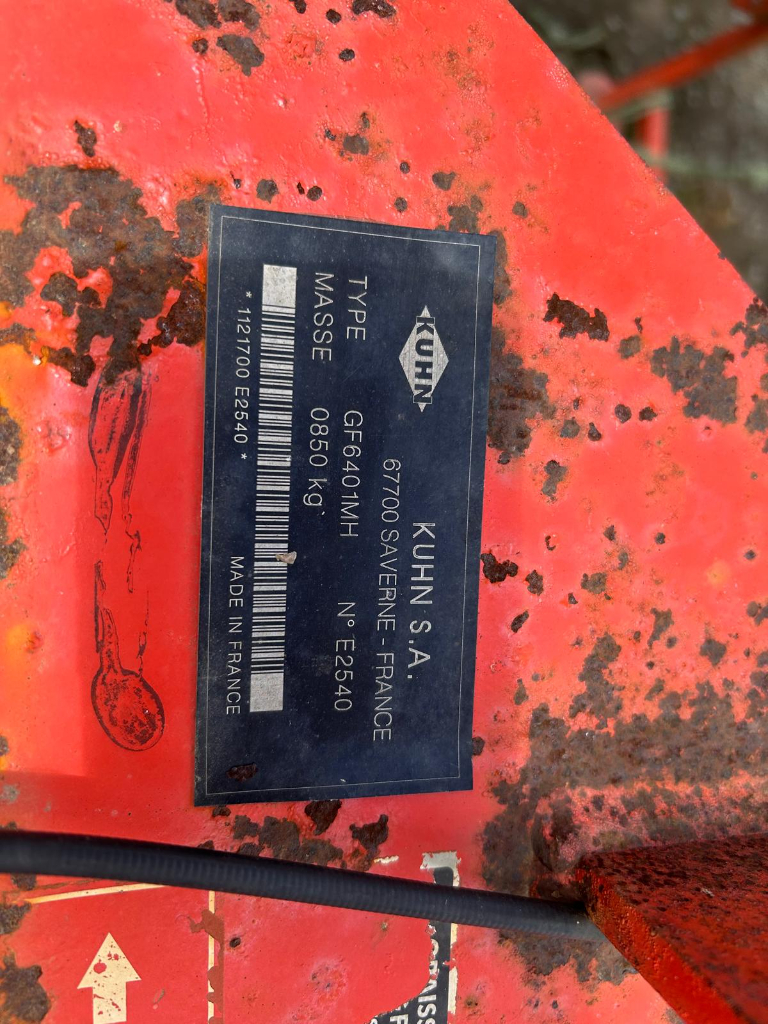 KUHN
KUHN S.A.
67700 SAVERNE - FRANCE
TYPE GF6401MH N° E2540
MASSE 0850 kg
* 1121700 E2540 *
MADE IN FRANCE